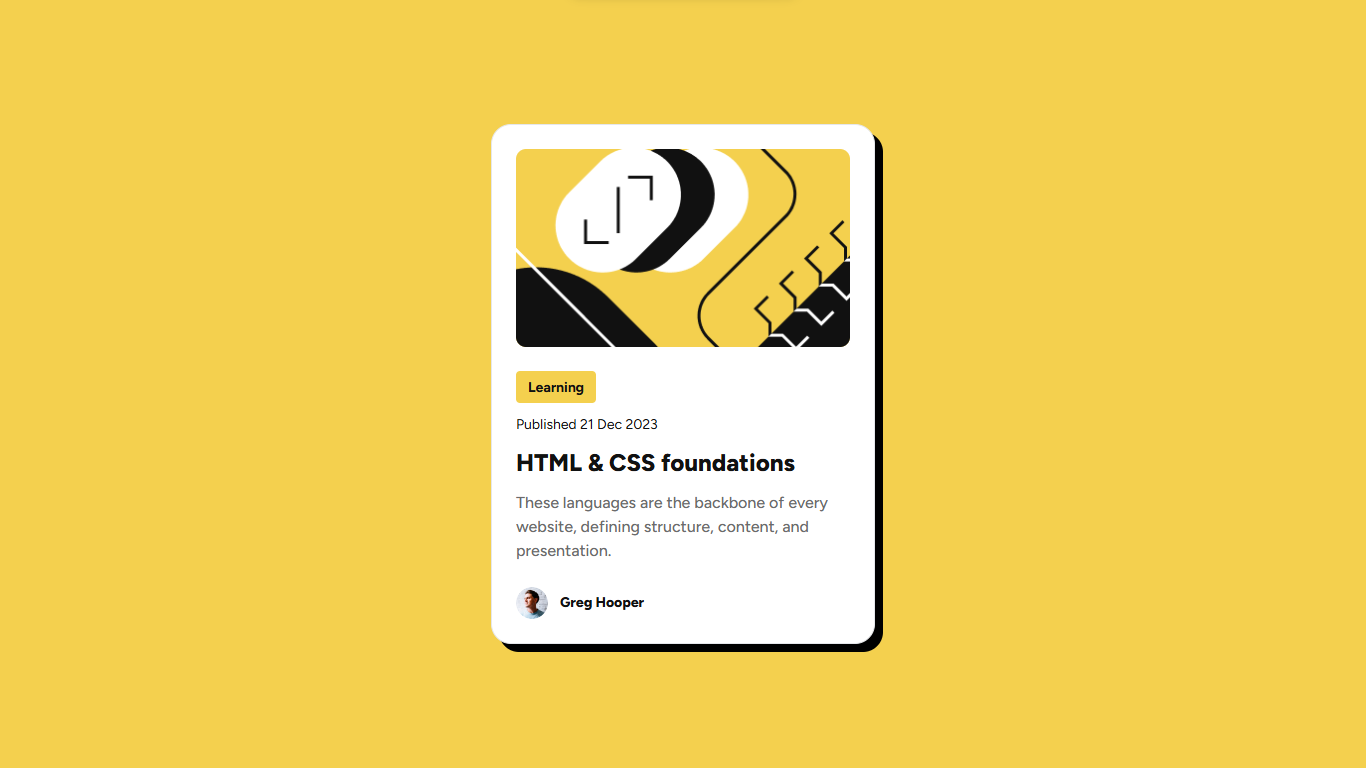 Learning
Published 21 Dec 2023
HTML & CSS foundations
These languages are the backbone of every
website, defining structure, content, and
presentation.
Greg Hooper